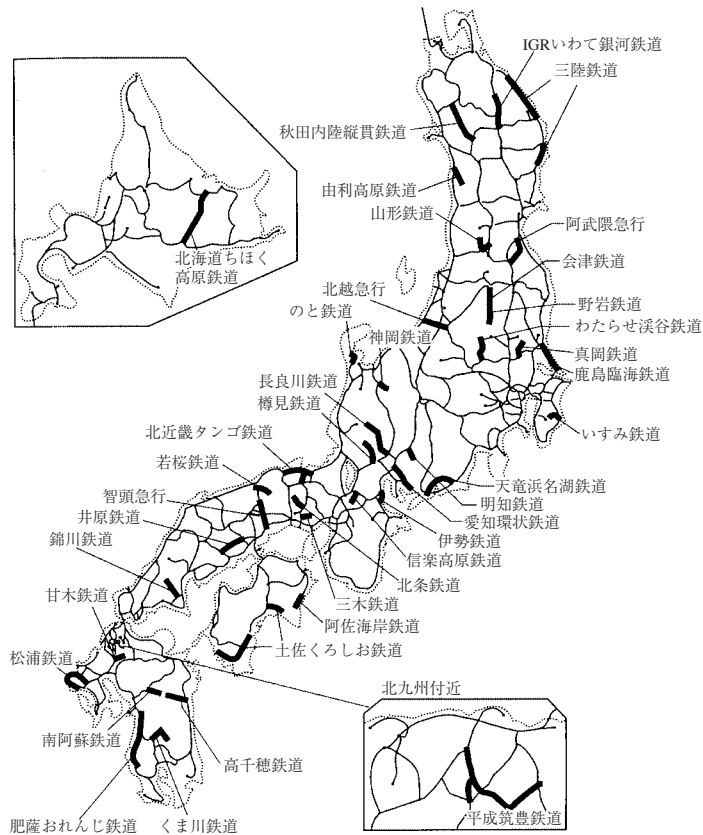 IGRいわて銀河鉄道
三陸鉄道
秋田内陸縦貫鉄道
由利高原鉄道
山形鉄道
阿武隈急行
会津鉄道
北海道ちほく
高原鉄道
北越急行
のと鉄道
野岩鉄道
わたらせ渓谷鉄道
神岡鉄道
真岡鉄道
鹿島臨海鉄道
長良川鉄道
樽見鉄道
いすみ鉄道
北近畿タンゴ鉄道
若桜鉄道
智頭急行
井原鉄道
錦川鉄道
天竜浜名湖鉄道
明知鉄道
愛知環状鉄道
伊勢鉄道
信楽高原鉄道
北条鉄道
三木鉄道
甘木鉄道
阿佐海岸鉄道
土佐くろしお鉄道
松浦鉄道
北九州付近
南阿蘇鉄道
高千穂鉄道
平成筑豊鉄道
肥薩おれんじ鉄道
くま川鉄道